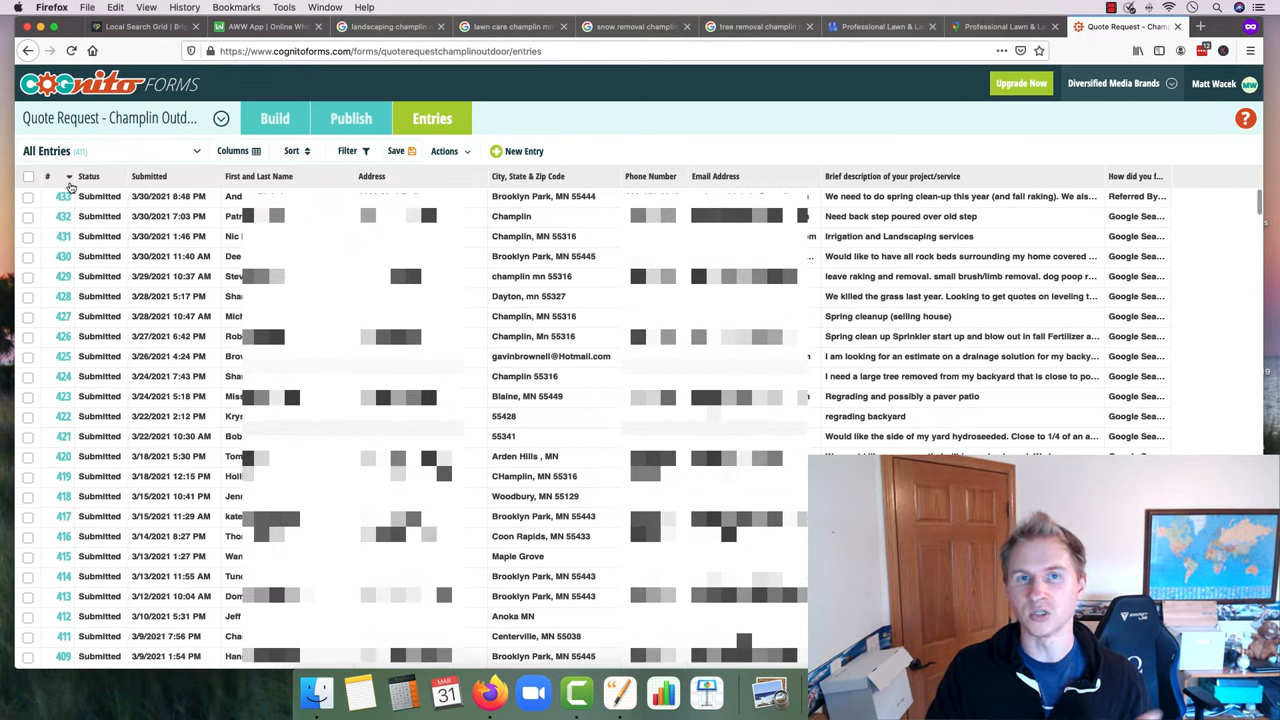 Firefox File Edit View History Bookmarks Tools Window Help
Local Search Grid | Bri
AWW App | Online Whi
landscaping champlin m
lawn care champlin mn
snow removal champlin
tree removal champlin m
Professional Lawn & L
Professional Lawn & L
Quote Request - Cham
https://www.cognitoforms.com/forms/quoterequestchamplinoutdoor/entries
COGNITO FORMS
Upgrade Now
Diversified Media Brands
Matt Wacek MW
Quote Request - Champlin Outd...
Build
Publish
Entries
?
All Entries (411)
Columns
Sort
Filter
Save
Actions
New Entry
# Status Submitted First and Last Name Address City, State & Zip Code Phone Number Email Address Brief description of your project/service How did you f...
433 Submitted 3/30/2021 8:48 PM And Brooklyn Park, MN 55444 We need to do spring clean-up this year (and fall raking). We als... Referred By...
432 Submitted 3/30/2021 7:03 PM Patr Champlin Need back step poured over old step Google Sea...
431 Submitted 3/30/2021 1:46 PM Nic Champlin, MN 55316 Irrigation and Landscaping services Google Sea...
430 Submitted 3/30/2021 11:40 AM Dee Brooklyn Park, MN 55445 Would like to have all rock beds surrounding my home covered ... Google Sea...
429 Submitted 3/29/2021 10:37 AM Stev champlin mn 55316 leave raking and removal. small brush/limb removal. dog poop r... Google Sea...
428 Submitted 3/28/2021 5:17 PM Sha Dayton, mn 55327 We killed the grass last year. Looking to get quotes on leveling t... Google Sea...
427 Submitted 3/28/2021 10:47 AM Mich Champlin, MN 55316 Spring cleanup (selling house) Google Sea...
426 Submitted 3/27/2021 6:42 PM Rob Champlin, Mn 55316 Spring clean up Sprinkler start up and blow out in fall Fertilizer a... Google Sea...
425 Submitted 3/26/2021 4:24 PM Bro gavinbrownell@Hotmail.com I am looking for an estimate on a drainage solution for my backy... Google Sea...
424 Submitted 3/24/2021 7:43 PM Sha Champlin 55316 I need a large tree removed from my backyard that is close to po... Google Sea...
423 Submitted 3/24/2021 5:18 PM Miss Blaine, MN 55449 Regrading and possibly a paver patio Google Sea...
422 Submitted 3/22/2021 2:12 PM Krys 55428 regrading backyard Google Sea...
421 Submitted 3/22/2021 10:30 AM Bob 55341 Would like the side of my yard hydroseeded. Close to 1/4 of an a... Google Sea...
420 Submitted 3/18/2021 5:30 PM Tom Arden Hills , MN
419 Submitted 3/18/2021 12:15 PM Holli CHamplin, MN 55316
418 Submitted 3/15/2021 10:41 PM Jenr Woodbury, MN 55129
417 Submitted 3/15/2021 11:29 AM kate Brooklyn Park, MN 55443
416 Submitted 3/14/2021 8:27 PM Tho Coon Rapids, MN 55433
415 Submitted 3/13/2021 1:27 PM Wan Maple Grove
414 Submitted 3/13/2021 11:55 AM Tund Brooklyn Park, MN 55443
413 Submitted 3/12/2021 10:04 AM Dom Brooklyn Park, MN 55443
412 Submitted 3/10/2021 5:31 PM Jeff Anoka MN
411 Submitted 3/9/2021 7:56 PM Cha Centerville, MN 55038
409 Submitted 3/9/2021 1:54 PM Han Brooklyn Park, MN 55445
MAR
31